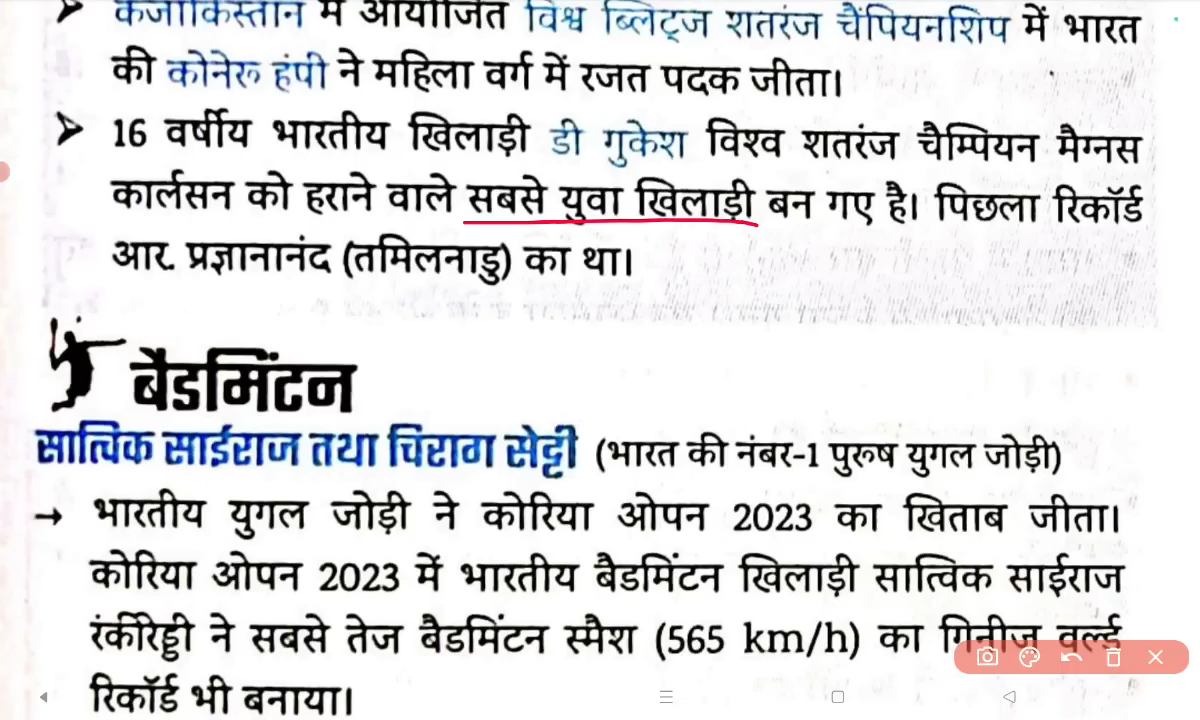 ➤ कजाकिस्तान में आयोजित विश्व ब्लिट्ज शतरंज चैंपियनशिप में भारत
की कोनेरू हंपी ने महिला वर्ग में रजत पदक जीता।
➤ 16 वर्षीय भारतीय खिलाड़ी डी गुकेश विश्व शतरंज चैम्पियन मैग्नस
कार्लसन को हराने वाले सबसे युवा खिलाड़ी बन गए है। पिछला रिकॉर्ड
आर. प्रज्ञानानंद (तमिलनाडु) का था।
बैडमिंटन
सात्विक साईराज तथा चिराग सेट्टी (भारत की नंबर-1 पुरुष युगल जोड़ी)
→ भारतीय युगल जोड़ी ने कोरिया ओपन 2023 का खिताब जीता।
कोरिया ओपन 2023 में भारतीय बैडमिंटन खिलाड़ी सात्विक साईराज
रंकीरेड्डी ने सबसे तेज बैडमिंटन स्मैश (565 km/h) का गिनीज वर्ल्ड
रिकॉर्ड भी बनाया।